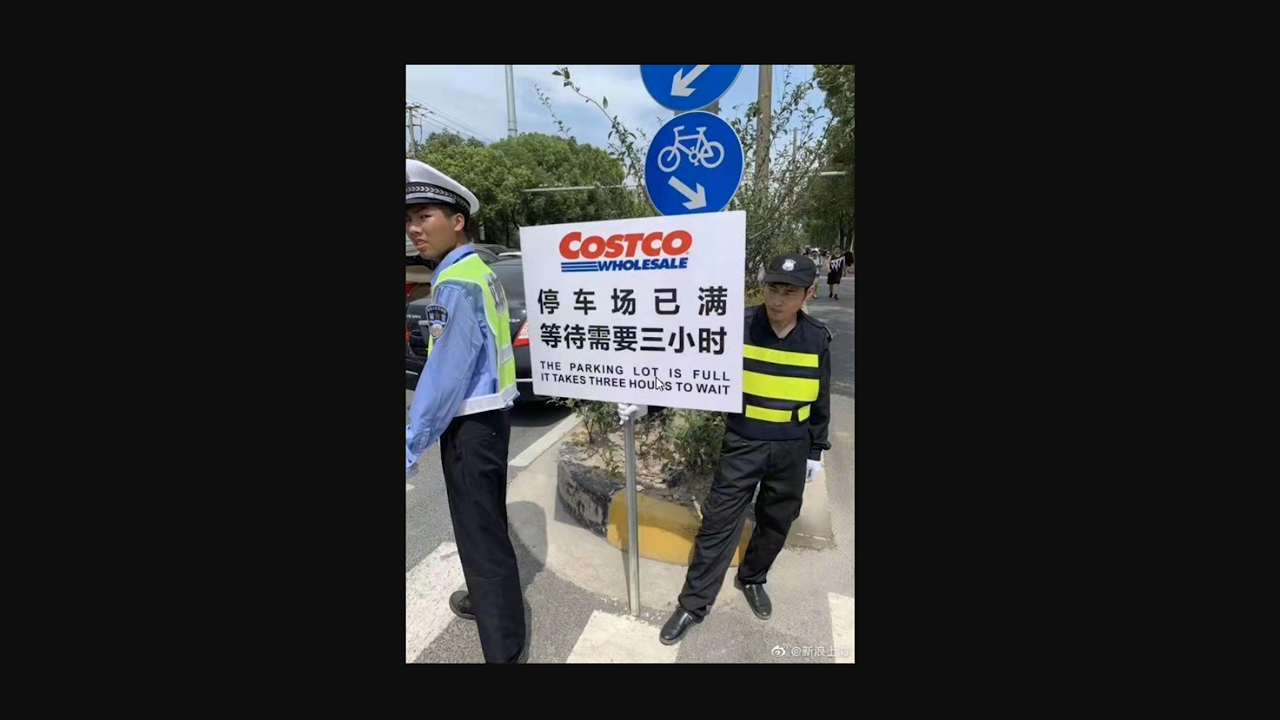 COSTCO
WHOLESALE
停车场已满
等待需要三小时
THE PARKING LOT IS FULL
IT TAKES THREE HOURS TO WAIT
@新浪上海